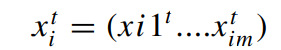 $x_i^t = (xi1^t....x_{im}^t)$